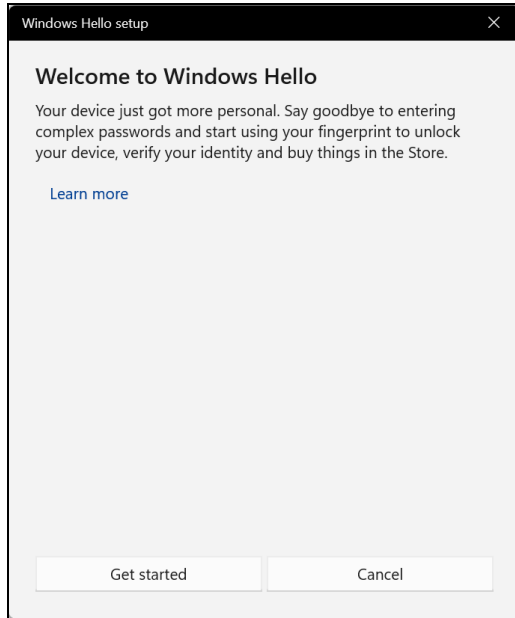 Windows Hello setup
Welcome to Windows Hello
Your device just got more personal. Say goodbye to entering
complex passwords and start using your fingerprint to unlock
your device, verify your identity and buy things in the Store.
Learn more
Get started
Cancel